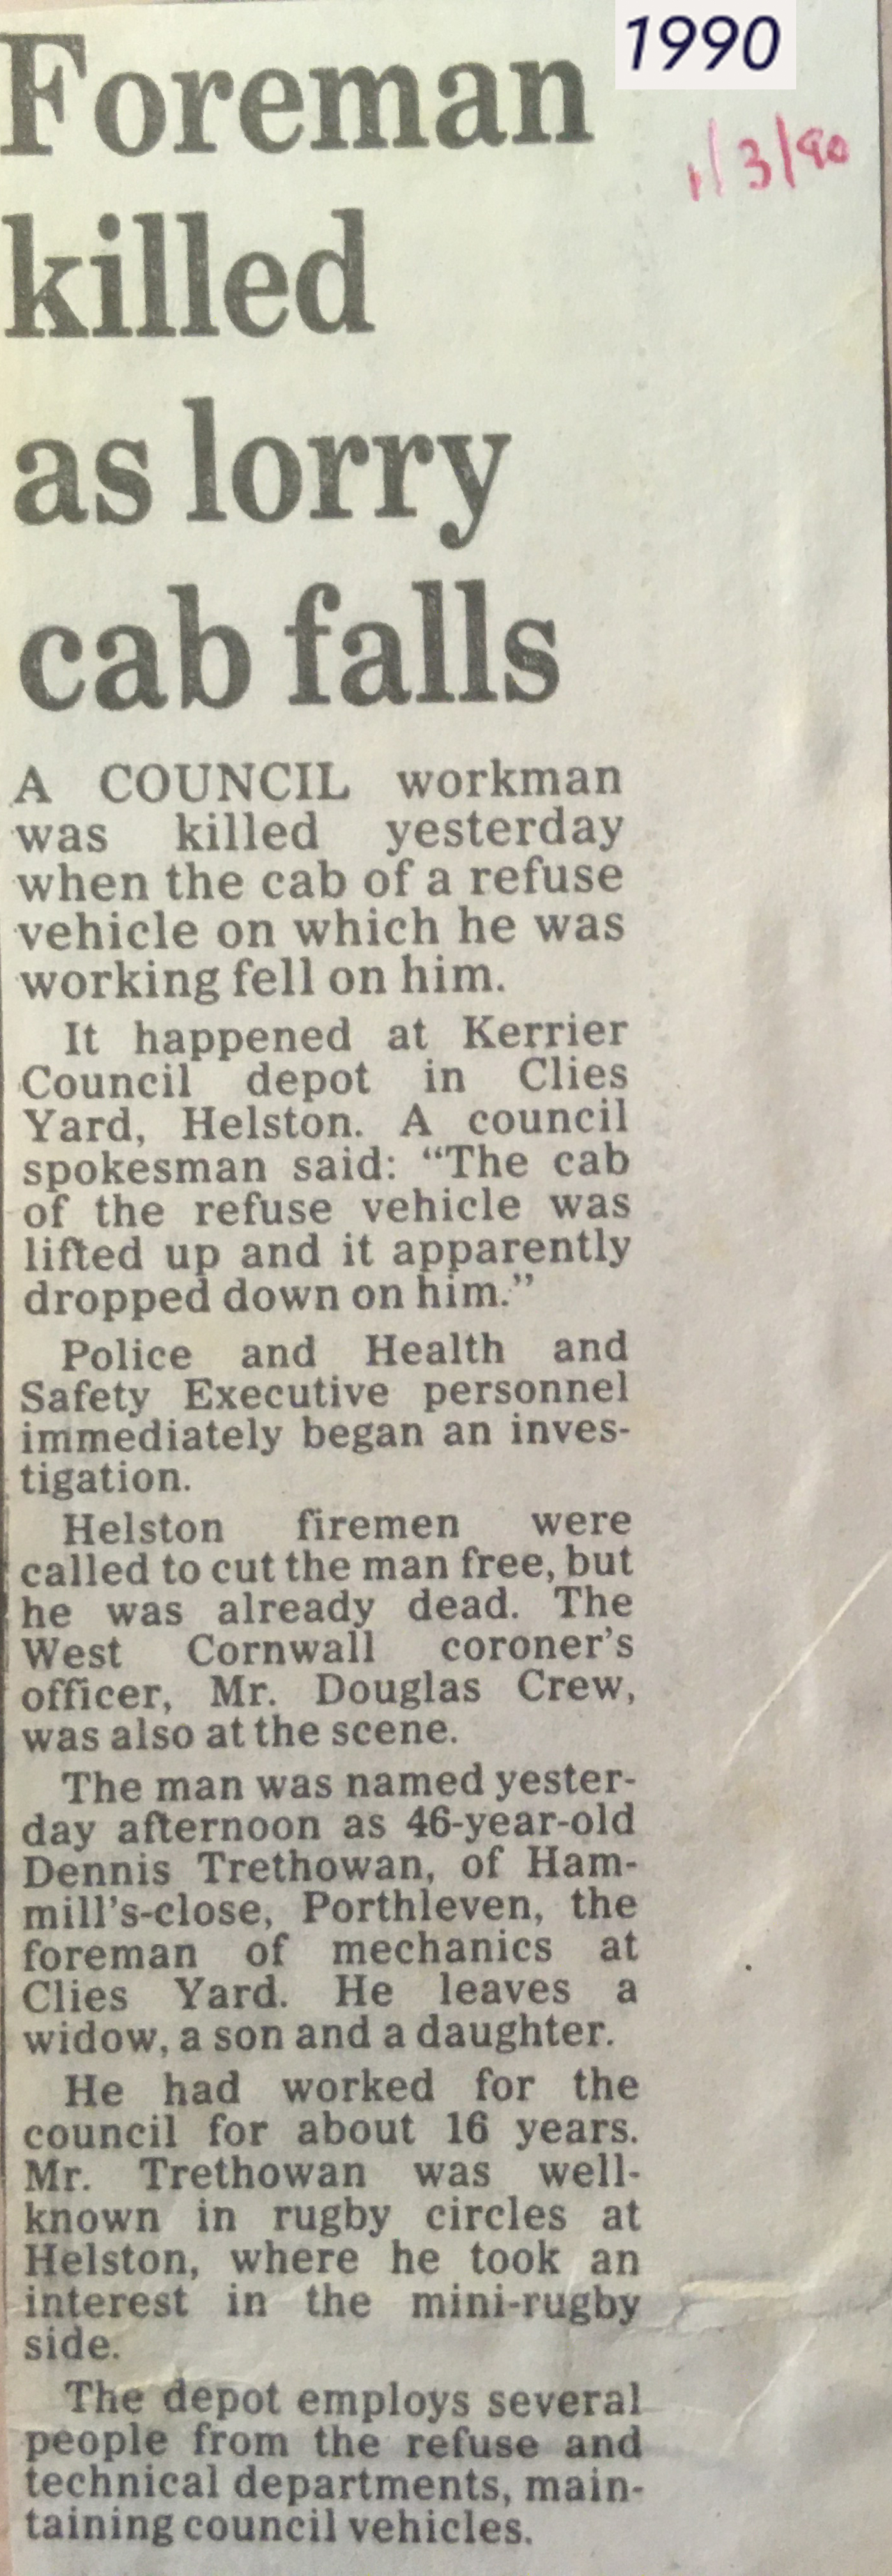 1990
1/3/90
Foreman
killed
as lorry
cab falls
A COUNCIL workman
was killed yesterday
when the cab of a refuse
vehicle on which he was
working fell on him.
It happened at Kerrier
Council depot in Clies
Yard, Helston. A council
spokesman said: “The cab
of the refuse vehicle was
lifted up and it apparently
dropped down on him.”
Police and Health and
Safety Executive personnel
immediately began an inves-
tigation.
Helston firemen were
called to cut the man free, but
he was already dead. The
West Cornwall coroner's
officer, Mr. Douglas Crew,
was also at the scene.
The man was named yester-
day afternoon as 46-year-old
Dennis Trethowan, of Ham-
mill's-close, Porthleven, the
foreman of mechanics at
Clies Yard. He leaves a
widow, a son and a daughter.
He had worked for the
council for about 16 years.
Mr. Trethowan was well-
known in rugby circles at
Helston, where he took an
interest in the mini-rugby
side.
The depot employs several
people from the refuse and
technical departments, main-
taining council vehicles.